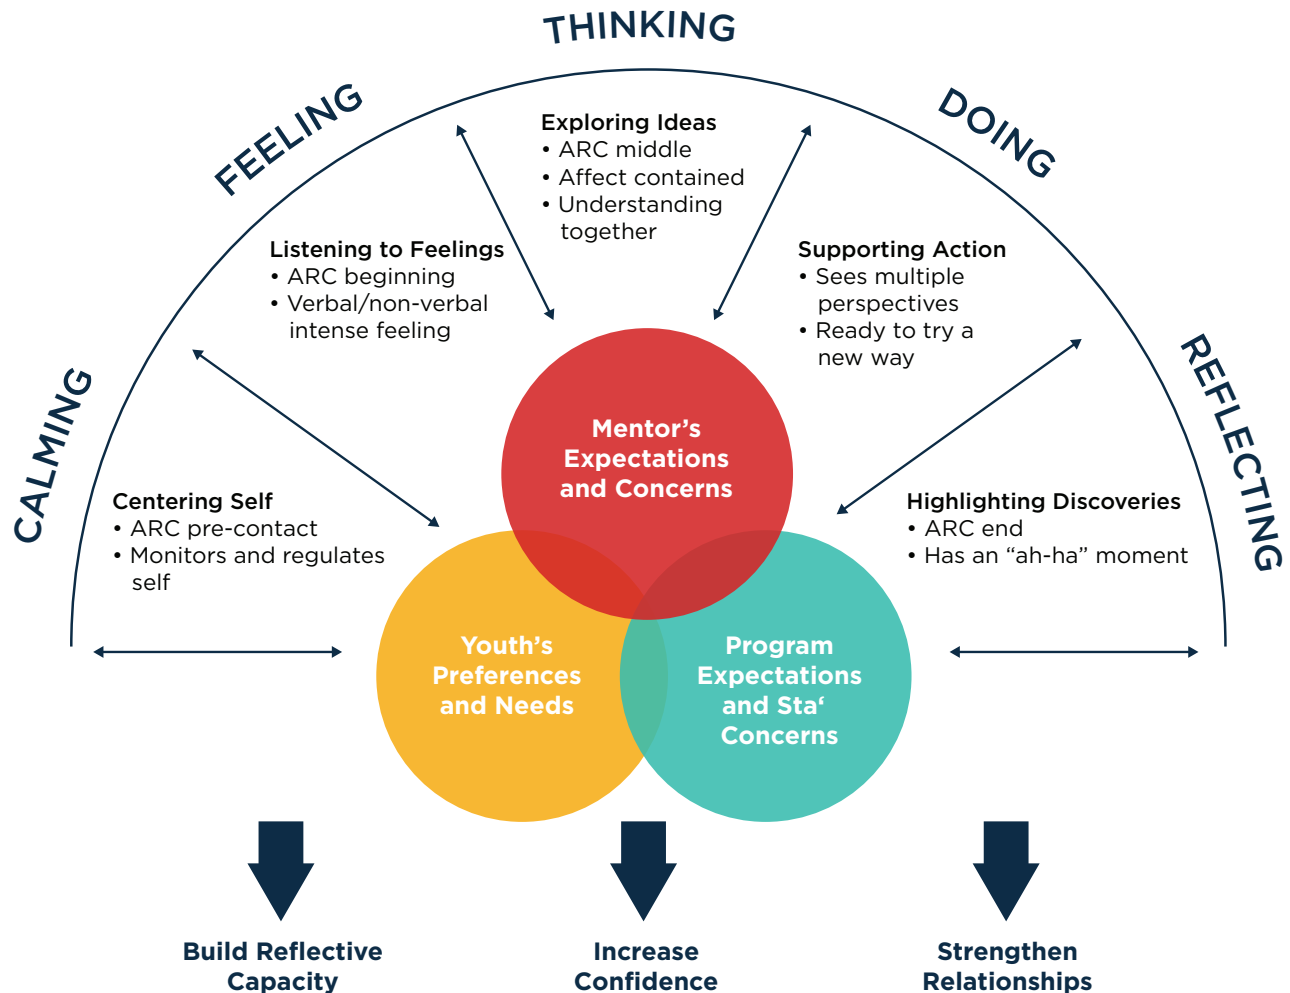 THINKING
FEELING
DOING
CALMING
REFLECTING
Exploring Ideas
• ARC middle
• Affect contained
• Understanding
together
Listening to Feelings
• ARC beginning
• Verbal/non-verbal
intense feeling
Supporting Action
• Sees multiple
perspectives
• Ready to try a
new way
Centering Self
• ARC pre-contact
• Monitors and regulates
self
Highlighting Discoveries
• ARC end
• Has an “ah-ha” moment
Mentor’s
Expectations
and Concerns
Youth’s
Preferences
and Needs
Program
Expectations
and Sta‘
Concerns
Build Reflective
Capacity
Increase
Confidence
Strengthen
Relationships